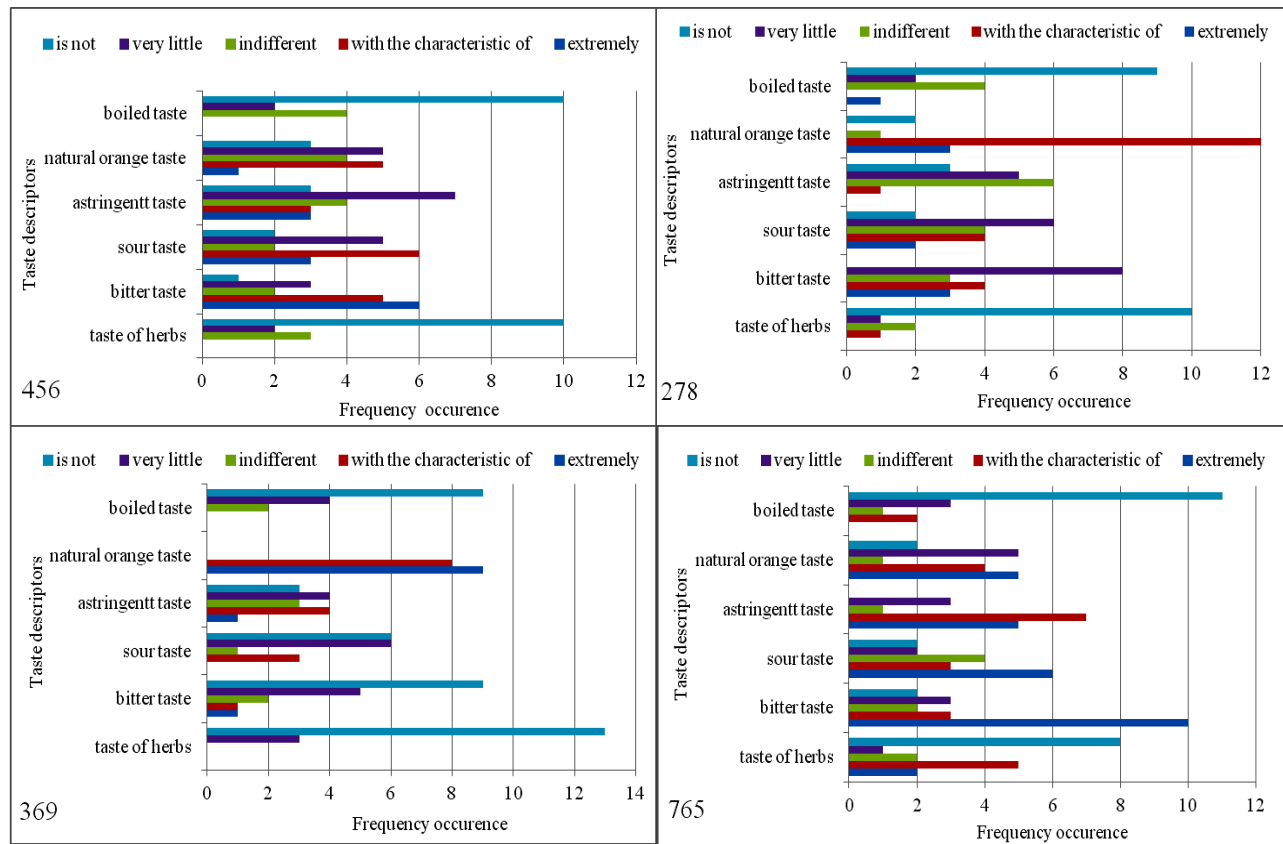 is not very little indifferent with the characteristic of extremely
Taste descriptors
boiled taste
natural orange taste
astringentt taste
sour taste
bitter taste
taste of herbs
0 2 4 6 8 10 12
Frequency occurence
456
is not very little indifferent with the characteristic of extremely
Taste descriptors
boiled taste
natural orange taste
astringentt taste
sour taste
bitter taste
taste of herbs
0 2 4 6 8 10 12
Frequency occurence
278
is not very little indifferent with the characteristic of extremely
Taste descriptors
boiled taste
natural orange taste
astringentt taste
sour taste
bitter taste
taste of herbs
0 2 4 6 8 10 12 14
Frequency occurence
369
is not very little indifferent with the characteristic of extremely
Taste descriptors
boiled taste
natural orange taste
astringentt taste
sour taste
bitter taste
taste of herbs
0 2 4 6 8 10 12
Frequency occurence
765